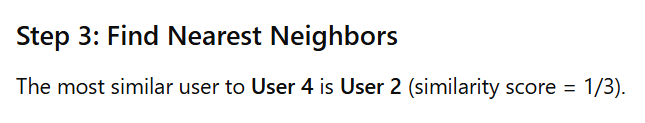 Step 3: Find Nearest Neighbors
The most similar user to User 4 is User 2 (similarity score = 1/3).